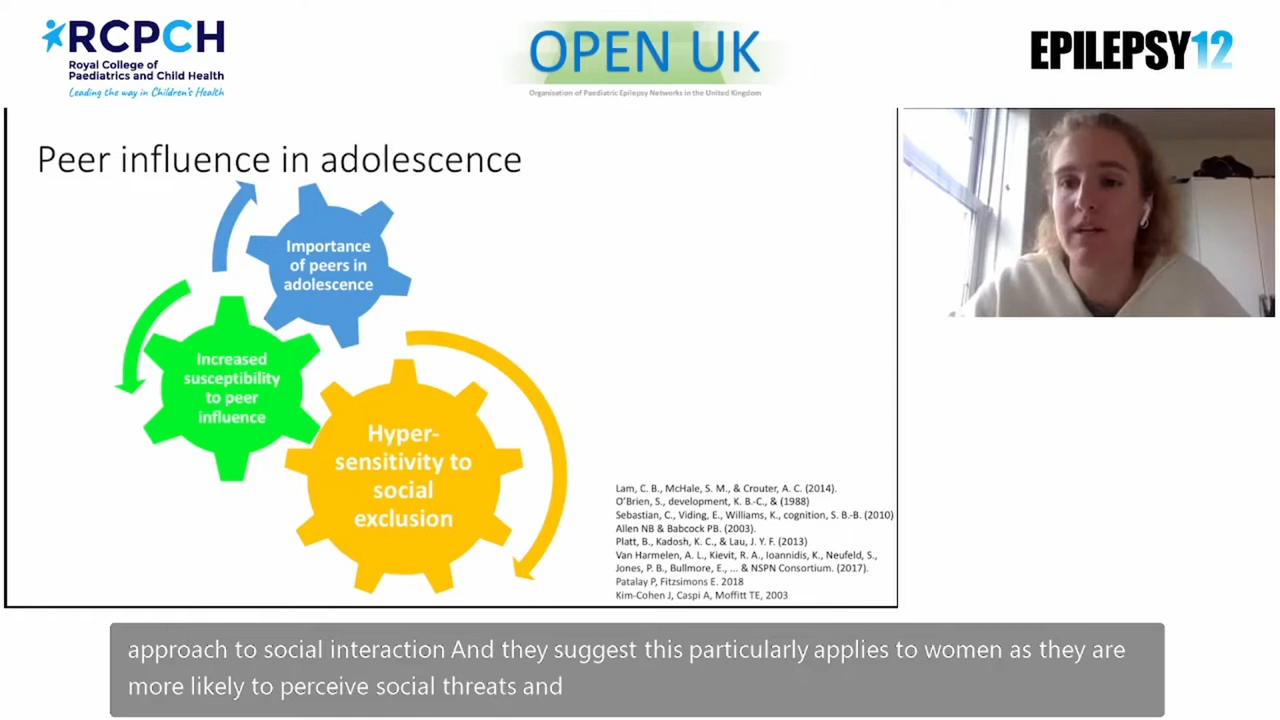 RCPCH
Royal College of
Paediatrics and Child Health
Leading the way in Children's Health
OPEN UK
Organisation of Paediatric Epilepsy Networks in the United Kingdom
EPILEPSY12
Peer influence in adolescence
Importance
of peers in
adolescence
Increased
susceptibility
to peer
influence
Hyper-
sensitivity to
social
exclusion
Lam, C. B., McHale, S. M., & Crouter, A. C. (2014).
O'Brien, S., development, K. B.-C., & (1988)
Sebastian, C., Viding, E., Williams, K., cognition, S. B.-B. (2010)
Allen NB & Babcock PB. (2003).
Platt, B., Kadosh, K. C., & Lau, J. Y. F. (2013)
Van Harmelen, A. L., Kievit, R. A., Ioannidis, K., Neufeld, S.,
Jones, P. B., Bullmore, E., ... & NSPN Consortium. (2017).
Patalay P, Fitzsimons E. 2018
Kim-Cohen J, Caspi A, Moffitt TE, 2003
approach to social interaction And they suggest this particularly applies to women as they are
more likely to perceive social threats and